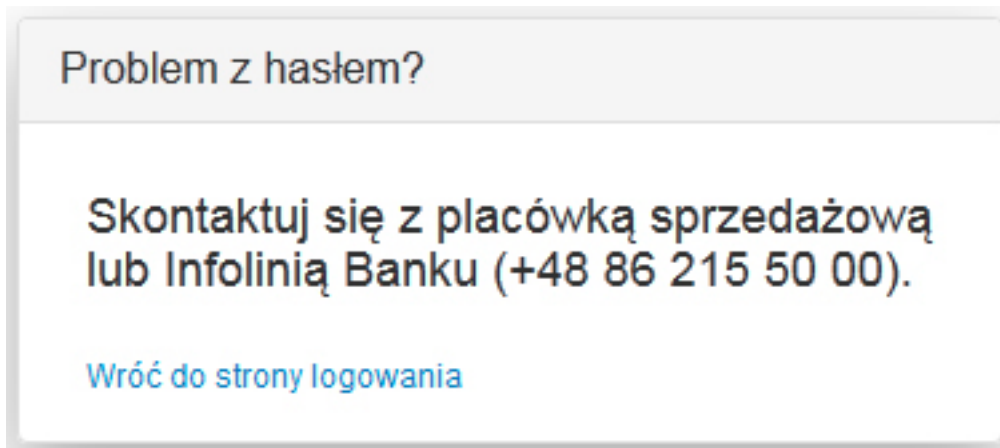 Problem z hasłem?
Skontaktuj się z placówką sprzedażową
lub Infolinią Banku (+48 86 215 50 00).
Wróć do strony logowania